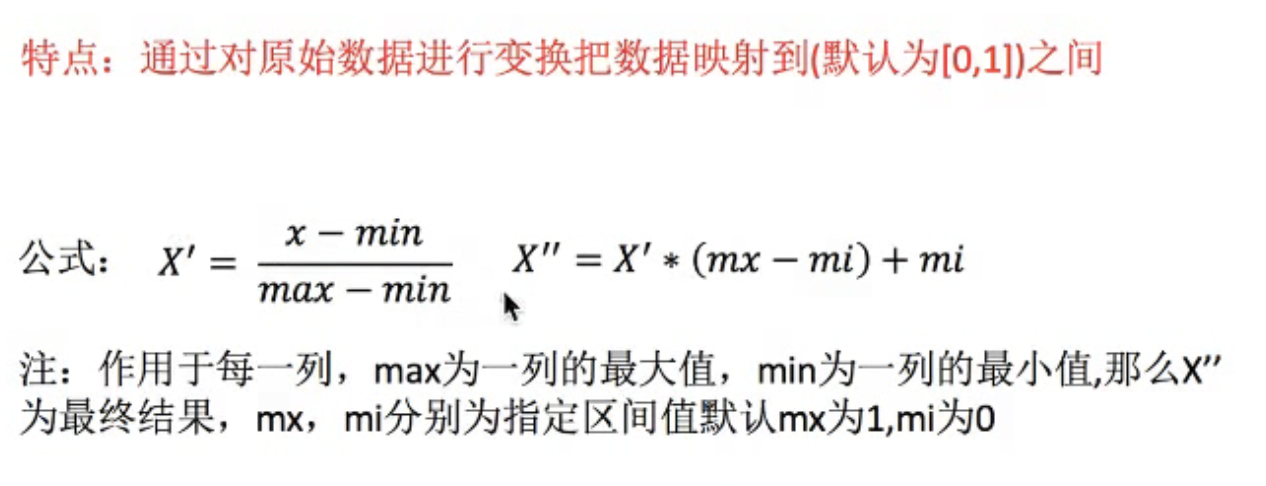 特点：通过对原始数据进行变换把数据映射到(默认为[0,1])之间
公式： X′ = (x − min)/(max − min)   X″ = X′ ∗ (mx − mi) + mi
注：作用于每一列，max为一列的最大值，min为一列的最小值,那么X’’
为最终结果，mx，mi分别为指定区间值默认mx为1,mi为0